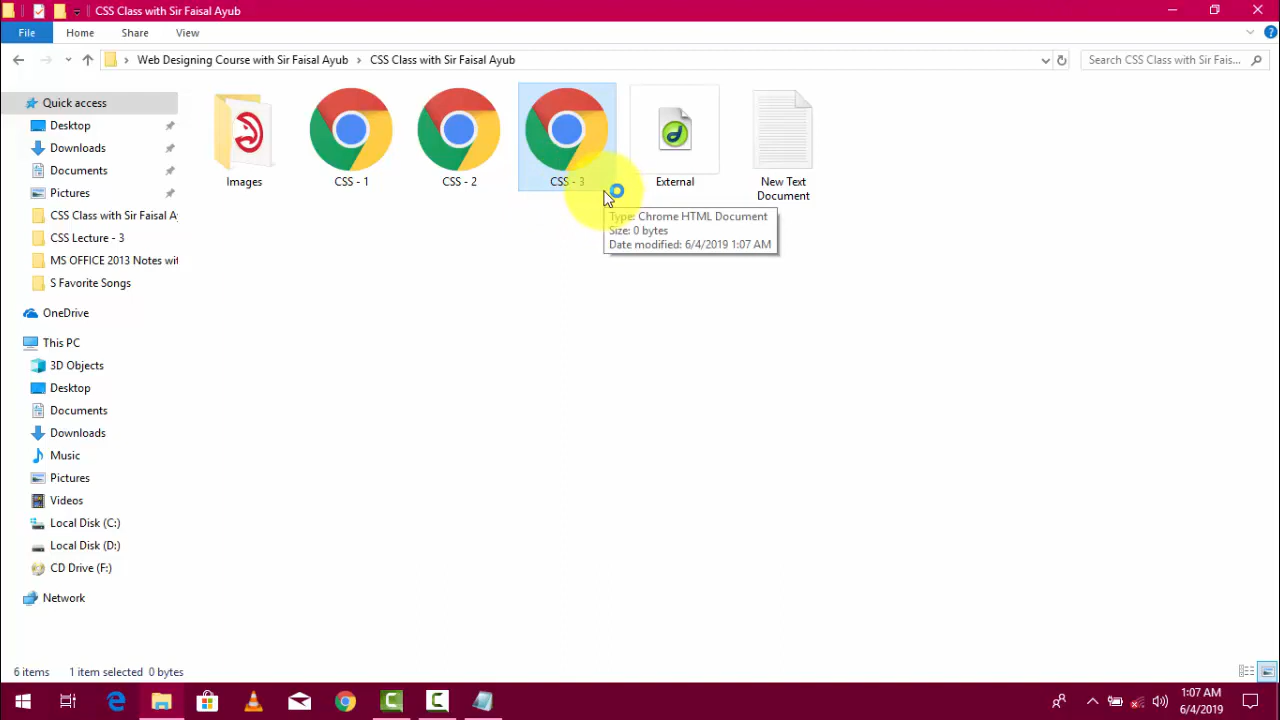 CSS Class with Sir Faisal Ayub
File Home Share View
Web Designing Course with Sir Faisal Ayub CSS Class with Sir Faisal Ayub
Search CSS Class with Sir Fais...
Quick access
Desktop
Downloads
Documents
Pictures
CSS Class with Sir Faisal Ayu
CSS Lecture - 3
MS OFFICE 2013 Notes wit
S Favorite Songs
OneDrive
This PC
3D Objects
Desktop
Documents
Downloads
Music
Pictures
Videos
Local Disk (C:)
Local Disk (D:)
CD Drive (F:)
Network
Images
CSS - 1
CSS - 2
CSS - 3
External
New Text
Document
Type: Chrome HTML Document
Size: 0 bytes
Date modified: 6/4/2019 1:07 AM
6 items 1 item selected 0 bytes
1:07 AM
6/4/2019